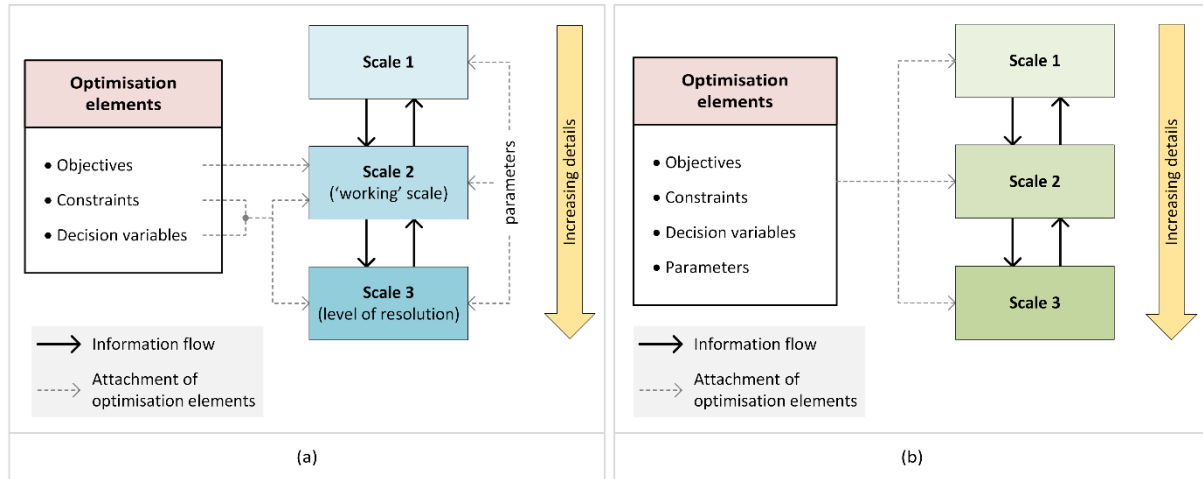 Optimisation
elements
• Objectives
• Constraints
• Decision variables
Scale 1
Scale 2
('working' scale)
Scale 3
(level of resolution)
parameters
Increasing details
Information flow
Attachment of
optimisation elements
(a)
Optimisation
elements
• Objectives
• Constraints
• Decision variables
• Parameters
Scale 1
Scale 2
Scale 3
Increasing details
Information flow
Attachment of
optimisation elements
(b)